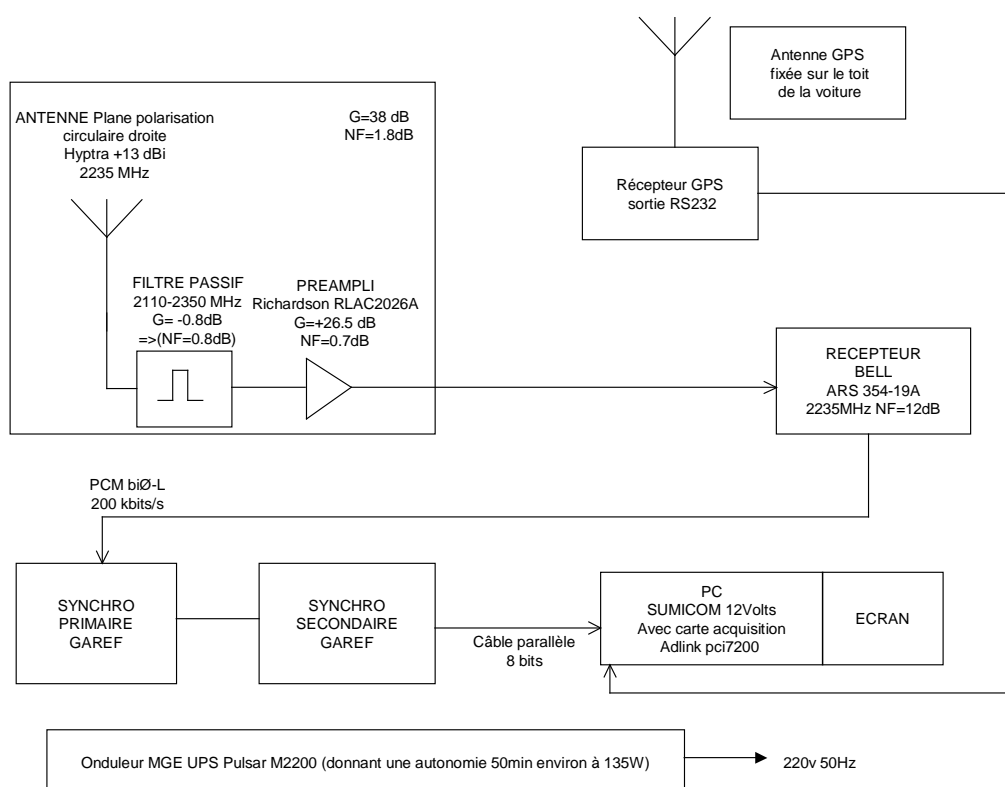 Antenne GPS
fixée sur le toit
de la voiture
ANTENNE Plane polarisation
circulaire droite
Hyptra +13 dBi
2235 MHz
G=38 dB
NF=1.8dB
Récepteur GPS
sortie RS232
FILTRE PASSIF
2110-2350 MHz
G= -0.8dB
=>(NF=0.8dB)
PREAMPLI
Richardson RLAC2026A
G=+26.5 dB
NF=0.7dB
RECEPTEUR
BELL
ARS 354-19A
2235MHz NF=12dB
PCM biØ-L
200 kbits/s
SYNCHRO
PRIMAIRE
GAREF
SYNCHRO
SECONDAIRE
GAREF
Câble parallèle
8 bits
PC
SUMICOM 12Volts
Avec carte acquisition
Adlink pci7200
ECRAN
Onduleur MGE UPS Pulsar M2200 (donnant une autonomie 50min environ à 135W)
220v 50Hz